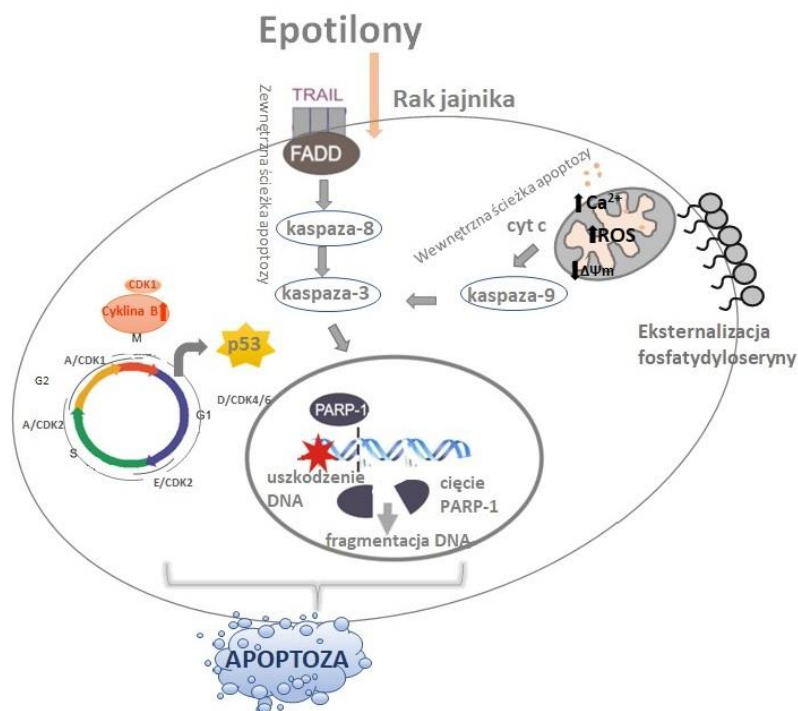 Epotilony
Rak jajnika
Zewnętrzna ścieżka apoptozy
TRAIL
FADD
kaspaza-8
kaspaza-3
Wewnętrzna ścieżka apoptozy
cyt c
kaspaza-9
Ca2+
ROS
ΔΨm
Eksternalizacja
fosfatydyloseryny
CDK1
Cyklina B
M
A/CDK1
G2
A/CDK2
S
E/CDK2
G1
D/CDK4/6
p53
PARP-1
uszkodzenie
DNA
cięcie
PARP-1
fragmentacja DNA
APOPTOZA